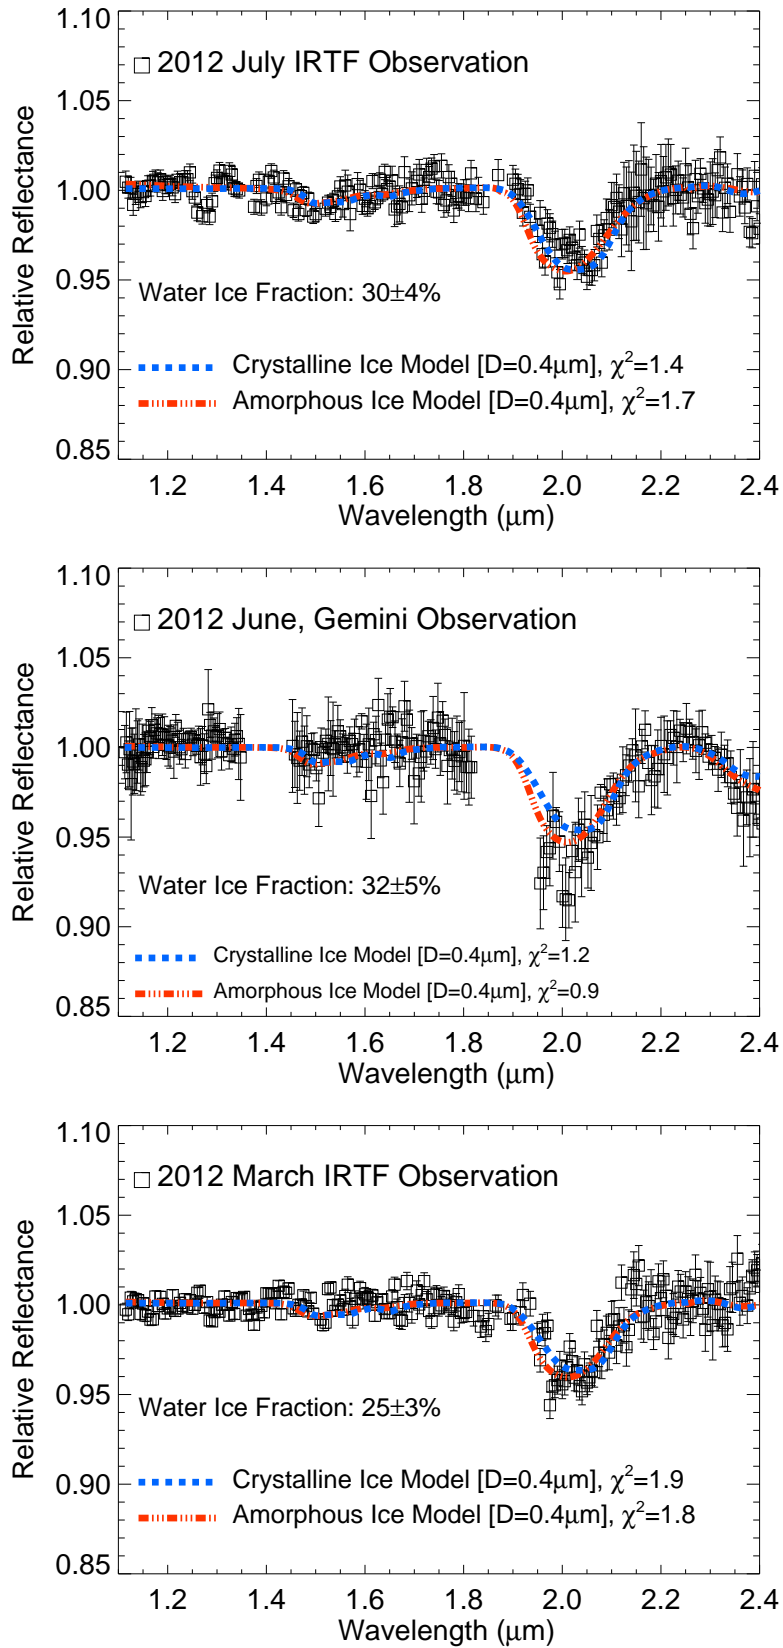 1.10
□ 2012 July IRTF Observation
1.05
1.00
0.95
0.90
0.85
Relative Reflectance
Water Ice Fraction: 30±4%
Crystalline Ice Model [D=0.4μm], χ²=1.4
Amorphous Ice Model [D=0.4μm], χ²=1.7
1.2 1.4 1.6 1.8 2.0 2.2 2.4
Wavelength (μm)
1.10
□ 2012 June, Gemini Observation
1.05
1.00
0.95
0.90
0.85
Relative Reflectance
Water Ice Fraction: 32±5%
Crystalline Ice Model [D=0.4μm], χ²=1.2
Amorphous Ice Model [D=0.4μm], χ²=0.9
1.2 1.4 1.6 1.8 2.0 2.2 2.4
Wavelength (μm)
1.10
□ 2012 March IRTF Observation
1.05
1.00
0.95
0.90
0.85
Relative Reflectance
Water Ice Fraction: 25±3%
Crystalline Ice Model [D=0.4μm], χ²=1.9
Amorphous Ice Model [D=0.4μm], χ²=1.8
1.2 1.4 1.6 1.8 2.0 2.2 2.4
Wavelength (μm)